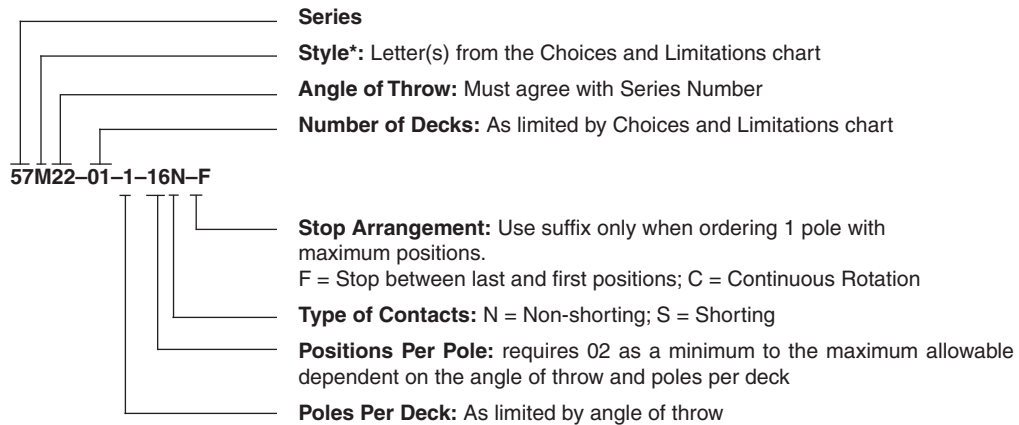 Series
Style*: Letter(s) from the Choices and Limitations chart
Angle of Throw: Must agree with Series Number
Number of Decks: As limited by Choices and Limitations chart
57M22–01–1–16N–F
Stop Arrangement: Use suffix only when ordering 1 pole with
maximum positions.
F = Stop between last and first positions; C = Continuous Rotation
Type of Contacts: N = Non-shorting; S = Shorting
Positions Per Pole: requires 02 as a minimum to the maximum allowable
dependent on the angle of throw and poles per deck
Poles Per Deck: As limited by angle of throw